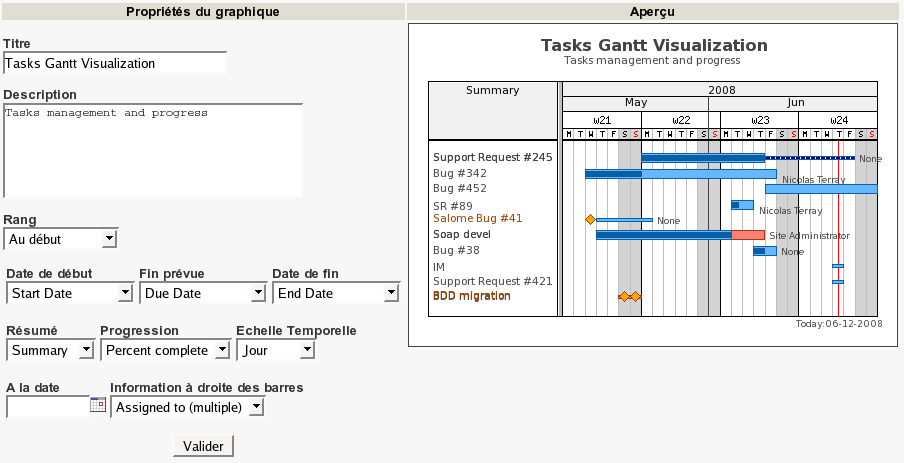 Propriétés du graphique
Titre
Tasks Gantt Visualization
Description
Tasks management and progress
Rang
Au début
Date de début Fin prévue Date de fin
Start Date Due Date End Date
Résumé Progression Echelle Temporelle
Summary Percent complete Jour
A la date Information à droite des barres
Assigned to (multiple)
Valider
Aperçu
Tasks Gantt Visualization
Tasks management and progress
Summary 2008
May Jun
w21 w22 w23 w24
M T W T F S S M T W T F S S M T W T F S S M T W T F S S
Support Request #245 None
Bug #342 Nicolas Terray
Bug #452
SR #89 Nicolas Terray
Salome Bug #41 None
Soap devel Site Administrator
Bug #38 None
IM
Support Request #421
BDD migration
Today:06-12-2008